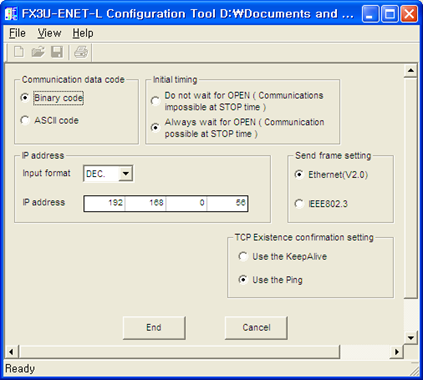 FX3U-ENET-L Configuration Tool D:₩Documents and ...
File View Help
Communication data code
Binary code
ASCII code
Initial timing
Do not wait for OPEN ( Communications
impossible at STOP time )
Always wait for OPEN ( Communication
possible at STOP time )
IP address
Input format DEC.
IP address 192 168 0 56
Send frame setting
Ethernet(V2.0)
IEEE802.3
TCP Existence confirmation setting
Use the KeepAlive
Use the Ping
End Cancel
Ready